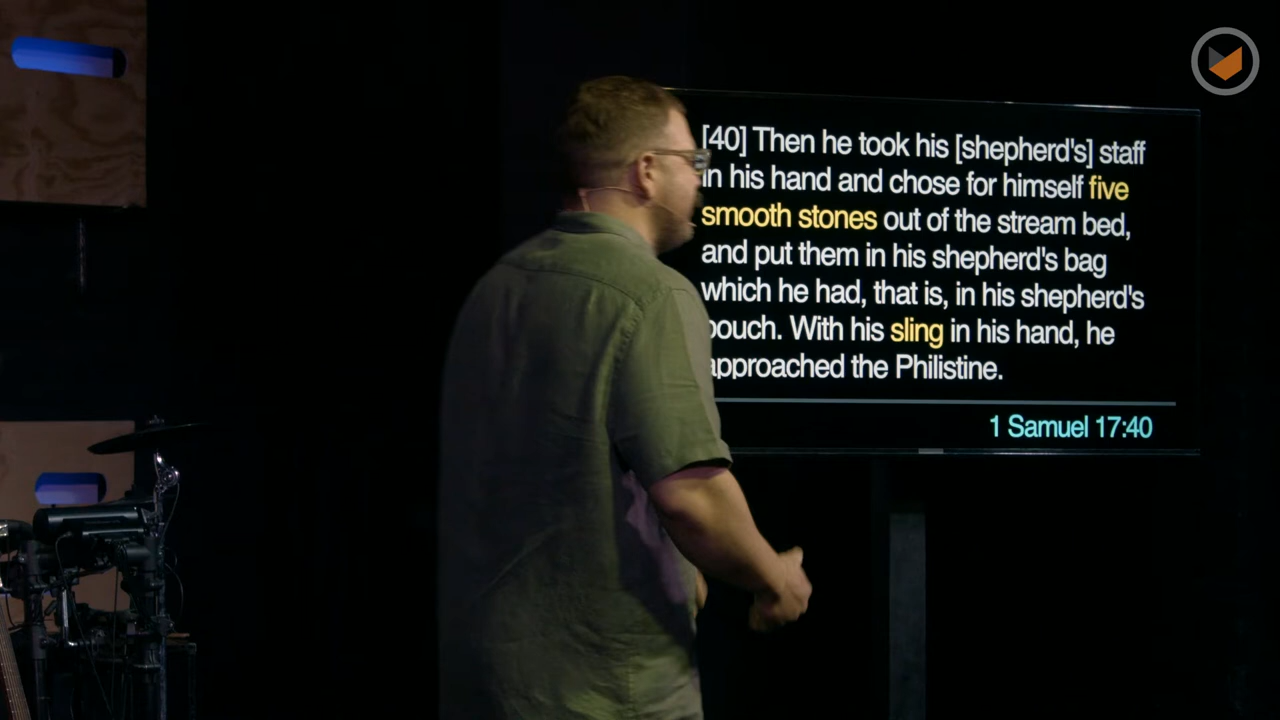 [40] Then he took his [shepherd's] staff
in his hand and chose for himself five
smooth stones out of the stream bed,
and put them in his shepherd's bag
which he had, that is, in his shepherd's
pouch. With his sling in his hand, he
approached the Philistine.
1 Samuel 17:40